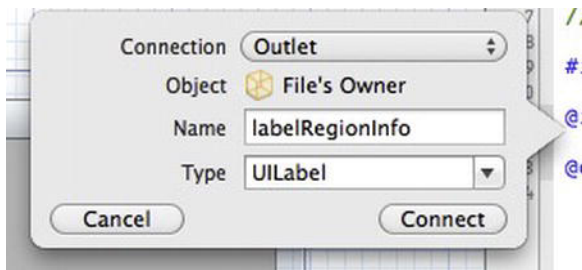 Connection Outlet
Object File's Owner
Name labelRegionInfo
Type UILabel
Cancel Connect